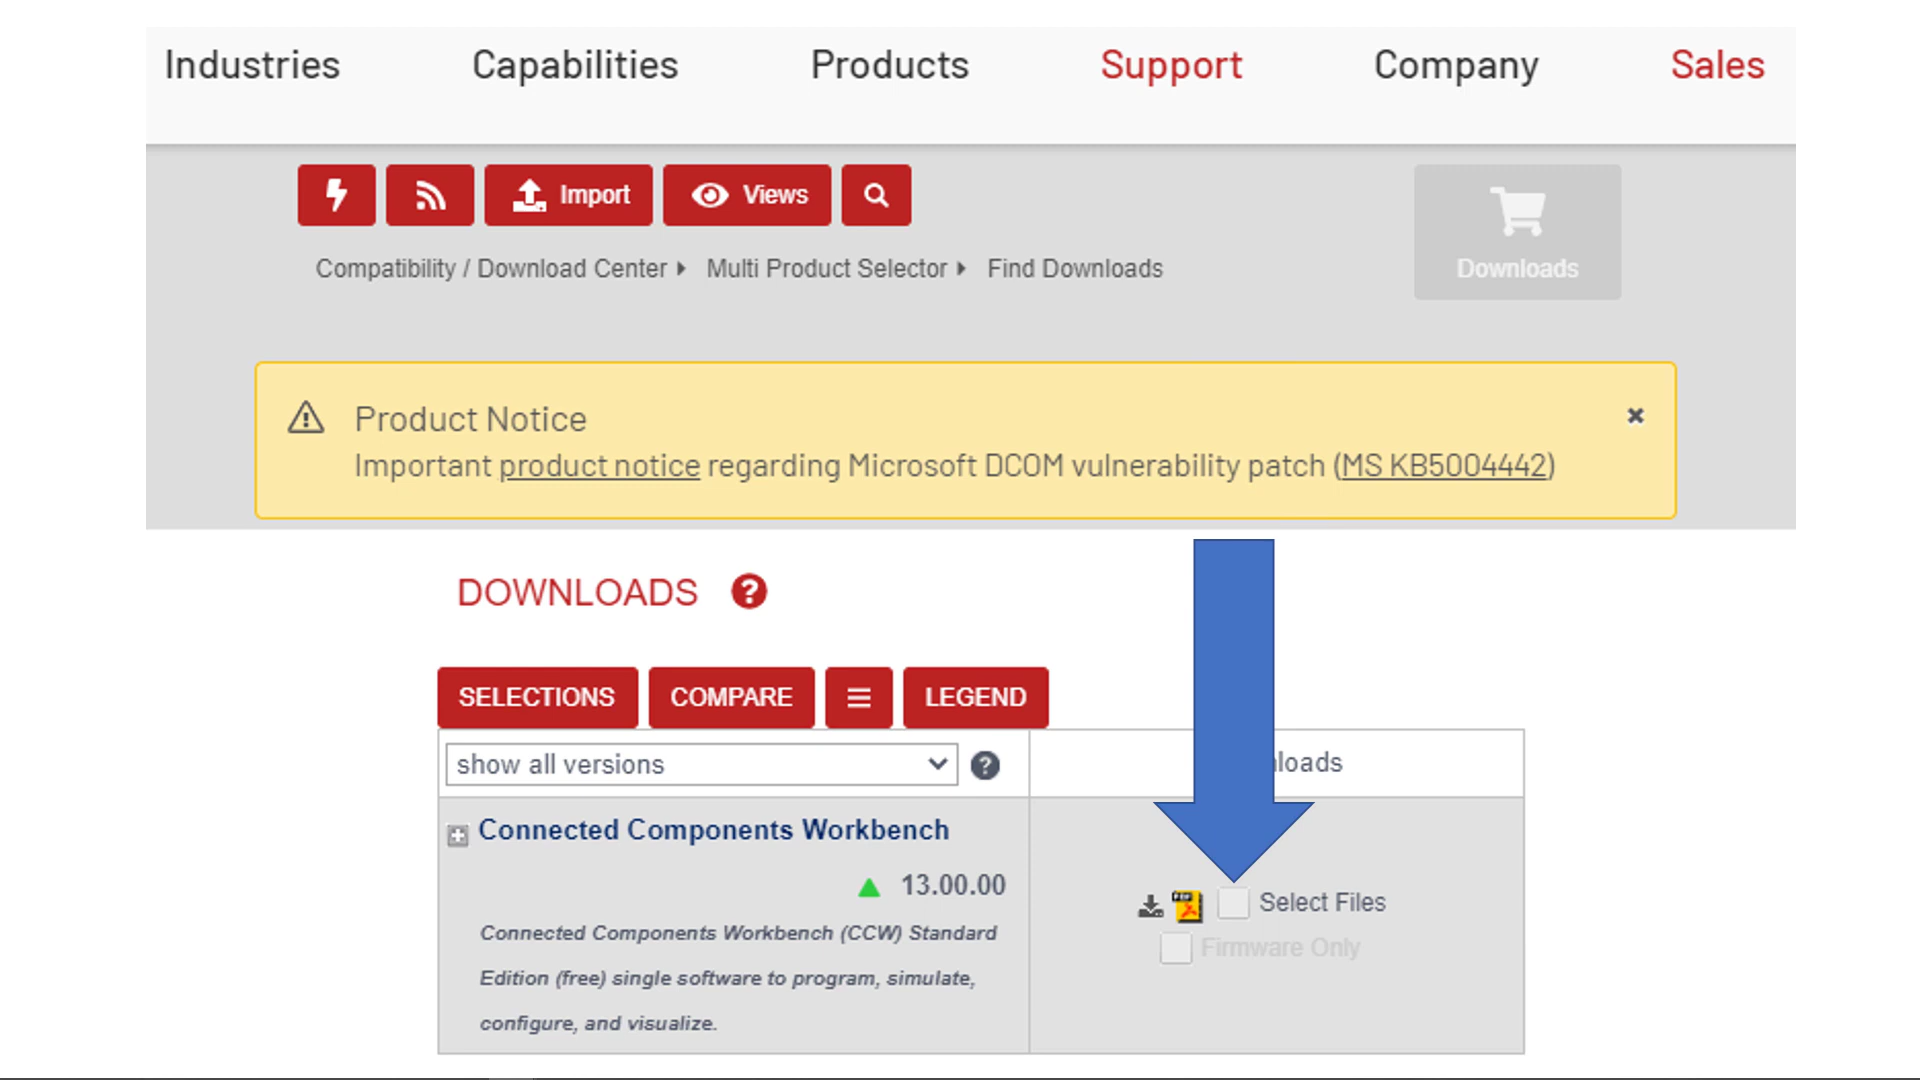 Industries Capabilities Products Support Company Sales
Import Views
Compatibility / Download Center Multi Product Selector Find Downloads
Downloads
Product Notice
Important product notice regarding Microsoft DCOM vulnerability patch (MS KB5004442)
DOWNLOADS
SELECTIONS COMPARE LEGEND
show all versions
loads
Connected Components Workbench
13.00.00
Connected Components Workbench (CCW) Standard
Edition (free) single software to program, simulate,
configure, and visualize.
Select Files
Firmware Only